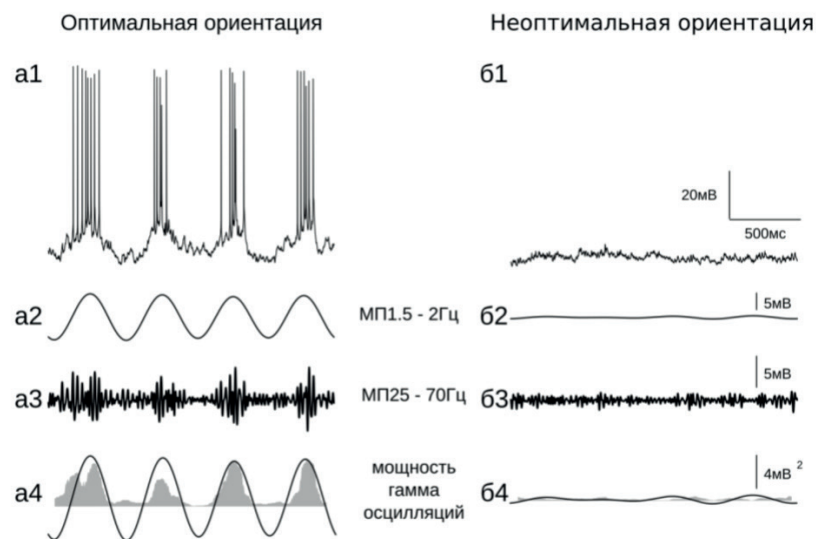 Оптимальная ориентация
Неоптимальная ориентация
а1
б1
20мВ
500мс
а2
МП1.5 - 2Гц
б2
5мВ
а3
МП25 - 70Гц
б3
5мВ
а4
мощность
гамма
осцилляций
б4
4мВ 2